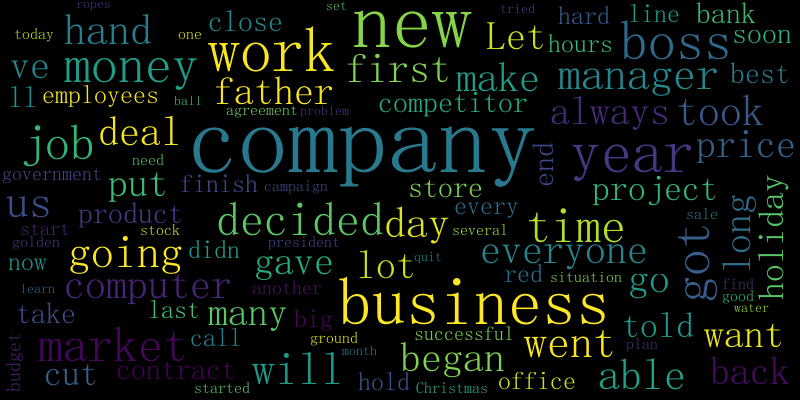 ropes
set
tried
today
one
hand
close
new
Let
hard
line
bank
hours
boss
soon
work
ve
money
first
make
manager
best
ll
employees
ball
father
agreement
problem
competitor
always
took
job
deal
company
end
year
price
need
government
put
finish
campaign
store
project
us
product
decided
day
every
several
time
sale
long
holiday
start
stock
golden
going
didn
president
quit
everyone
got
now
gave
lot
red
situation
go
learn
computer
another
business
find
good
water
take
last
many
big
told
market
call
ground
successful
went
plan
want
month
budget
cut
contract
will
began
hold
office
able
back
started
Christmas